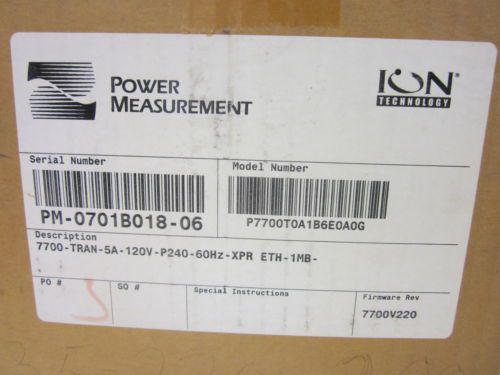 POWER
MEASUREMENT
ION®
TECHNOLOGY
Serial Number
PM-0701B018-06
Model Number
P7700T0A1B6E0A0G
Description
7700-TRAN-5A-120V-P240-60Hz-XPR ETH-1MB-
PO #
SO #
Special Instructions
Firmware Rev
7700V220